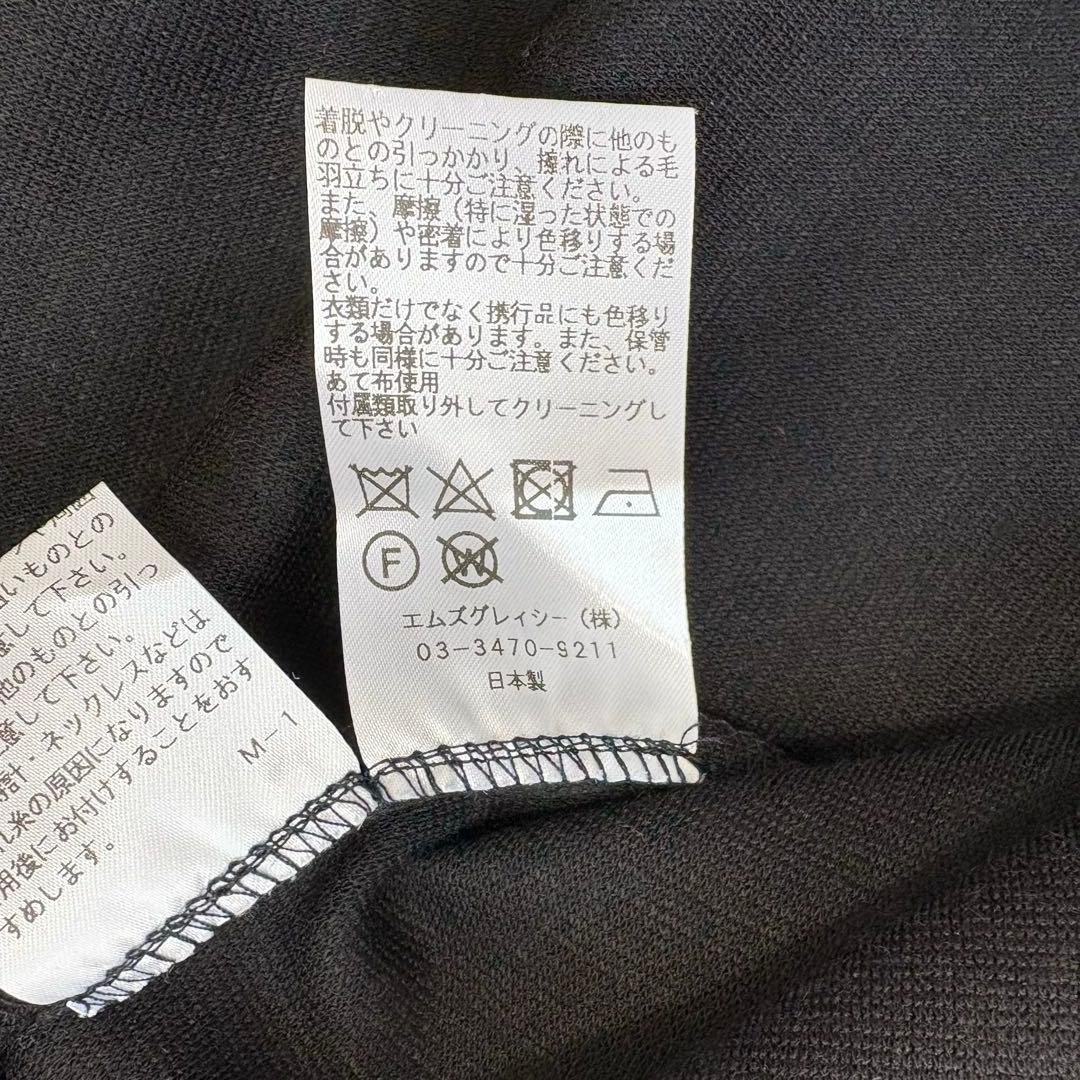 着脱やクリーニングの際に他のも
のとの引っかかり、擦れによる毛
羽立ちに十分ご注意ください。
また、摩擦（特に湿った状態での
摩擦）や密着により色移りする場
合がありますので十分ご注意くだ
さい。
衣類だけでなく携行品にも色移り
する場合があります。また、保管
時も同様に十分ご注意ください。
あて布使用
付属類取り外してクリーニングし
て下さい
F W
エムズグレィシー（株）
03-3470-9211
日本製
いものとの
意して下さい。
他のものとの引っ
意して下さい。
時計・ネックレスなどは
糸の原因になりますので
用後にお付けすることをおす
すめします。
M-1